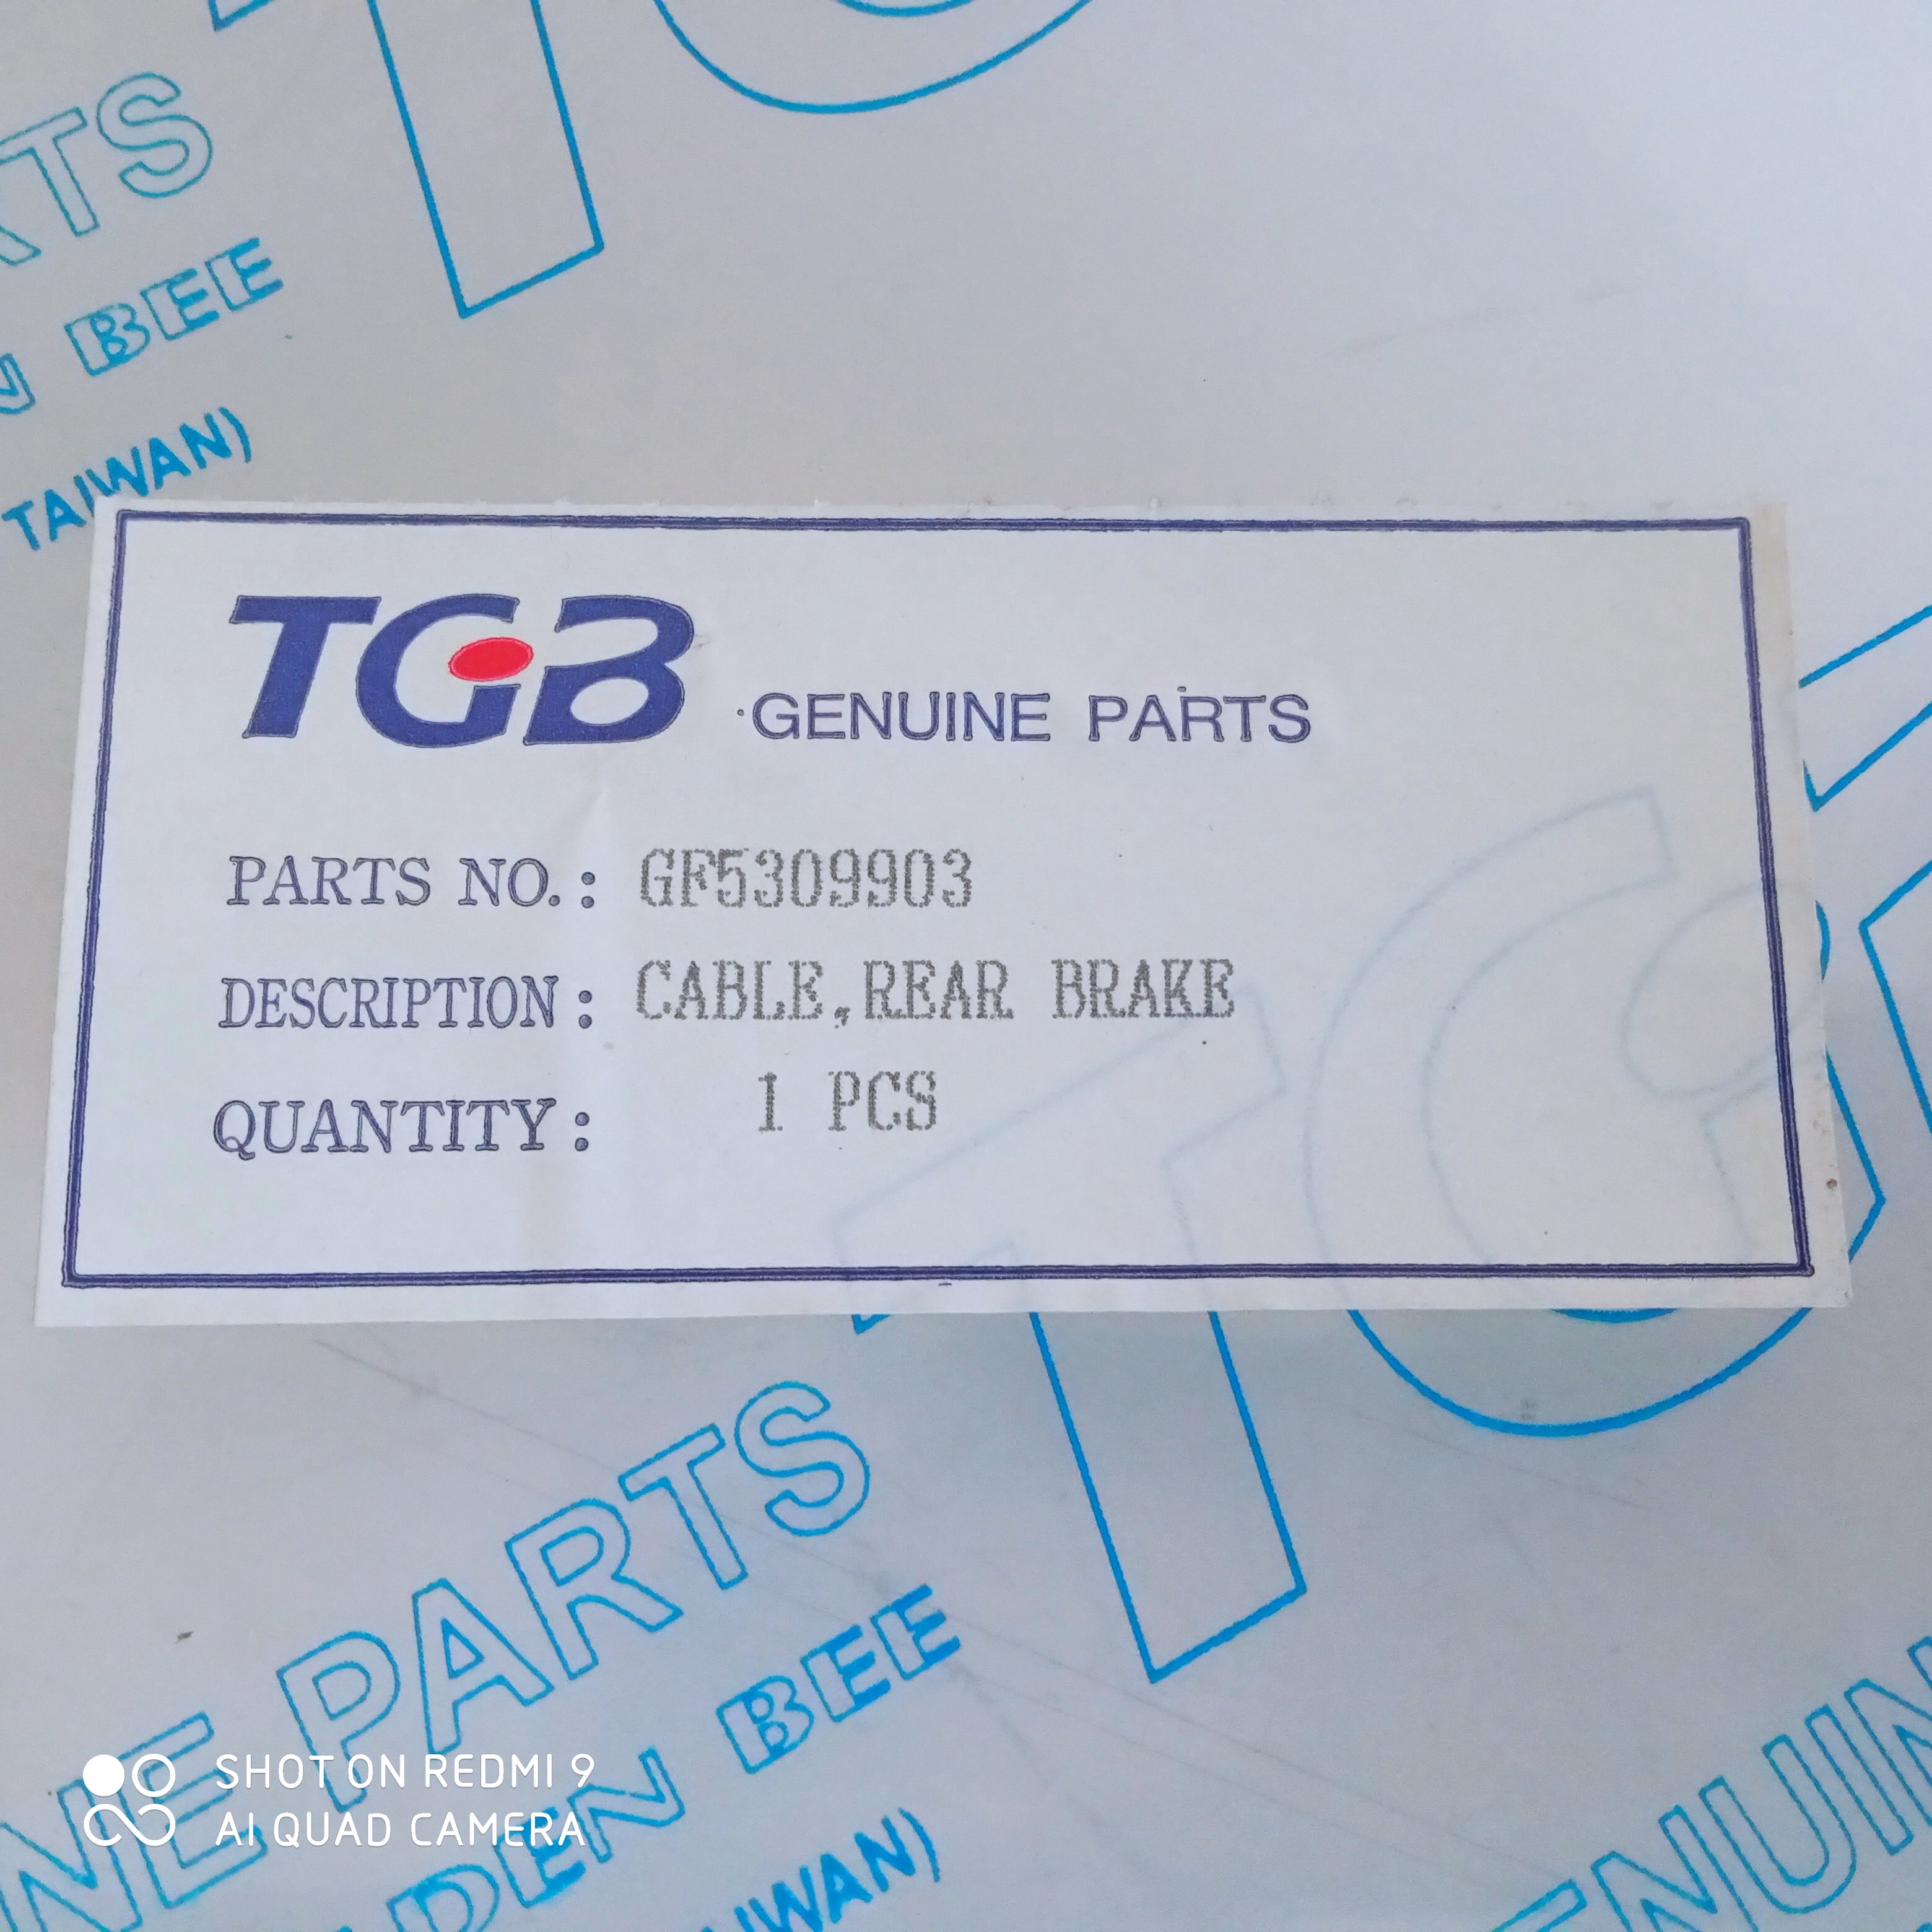 TS
BEE
TAIWAN)
TGB GENUINE PARTS
PARTS NO.: GF5309903
DESCRIPTION: CABLE,REAR BRAKE
QUANTITY: 1 PCS
PARTS
BEE
SHOT ON REDMI 9
AI QUAD CAMERA